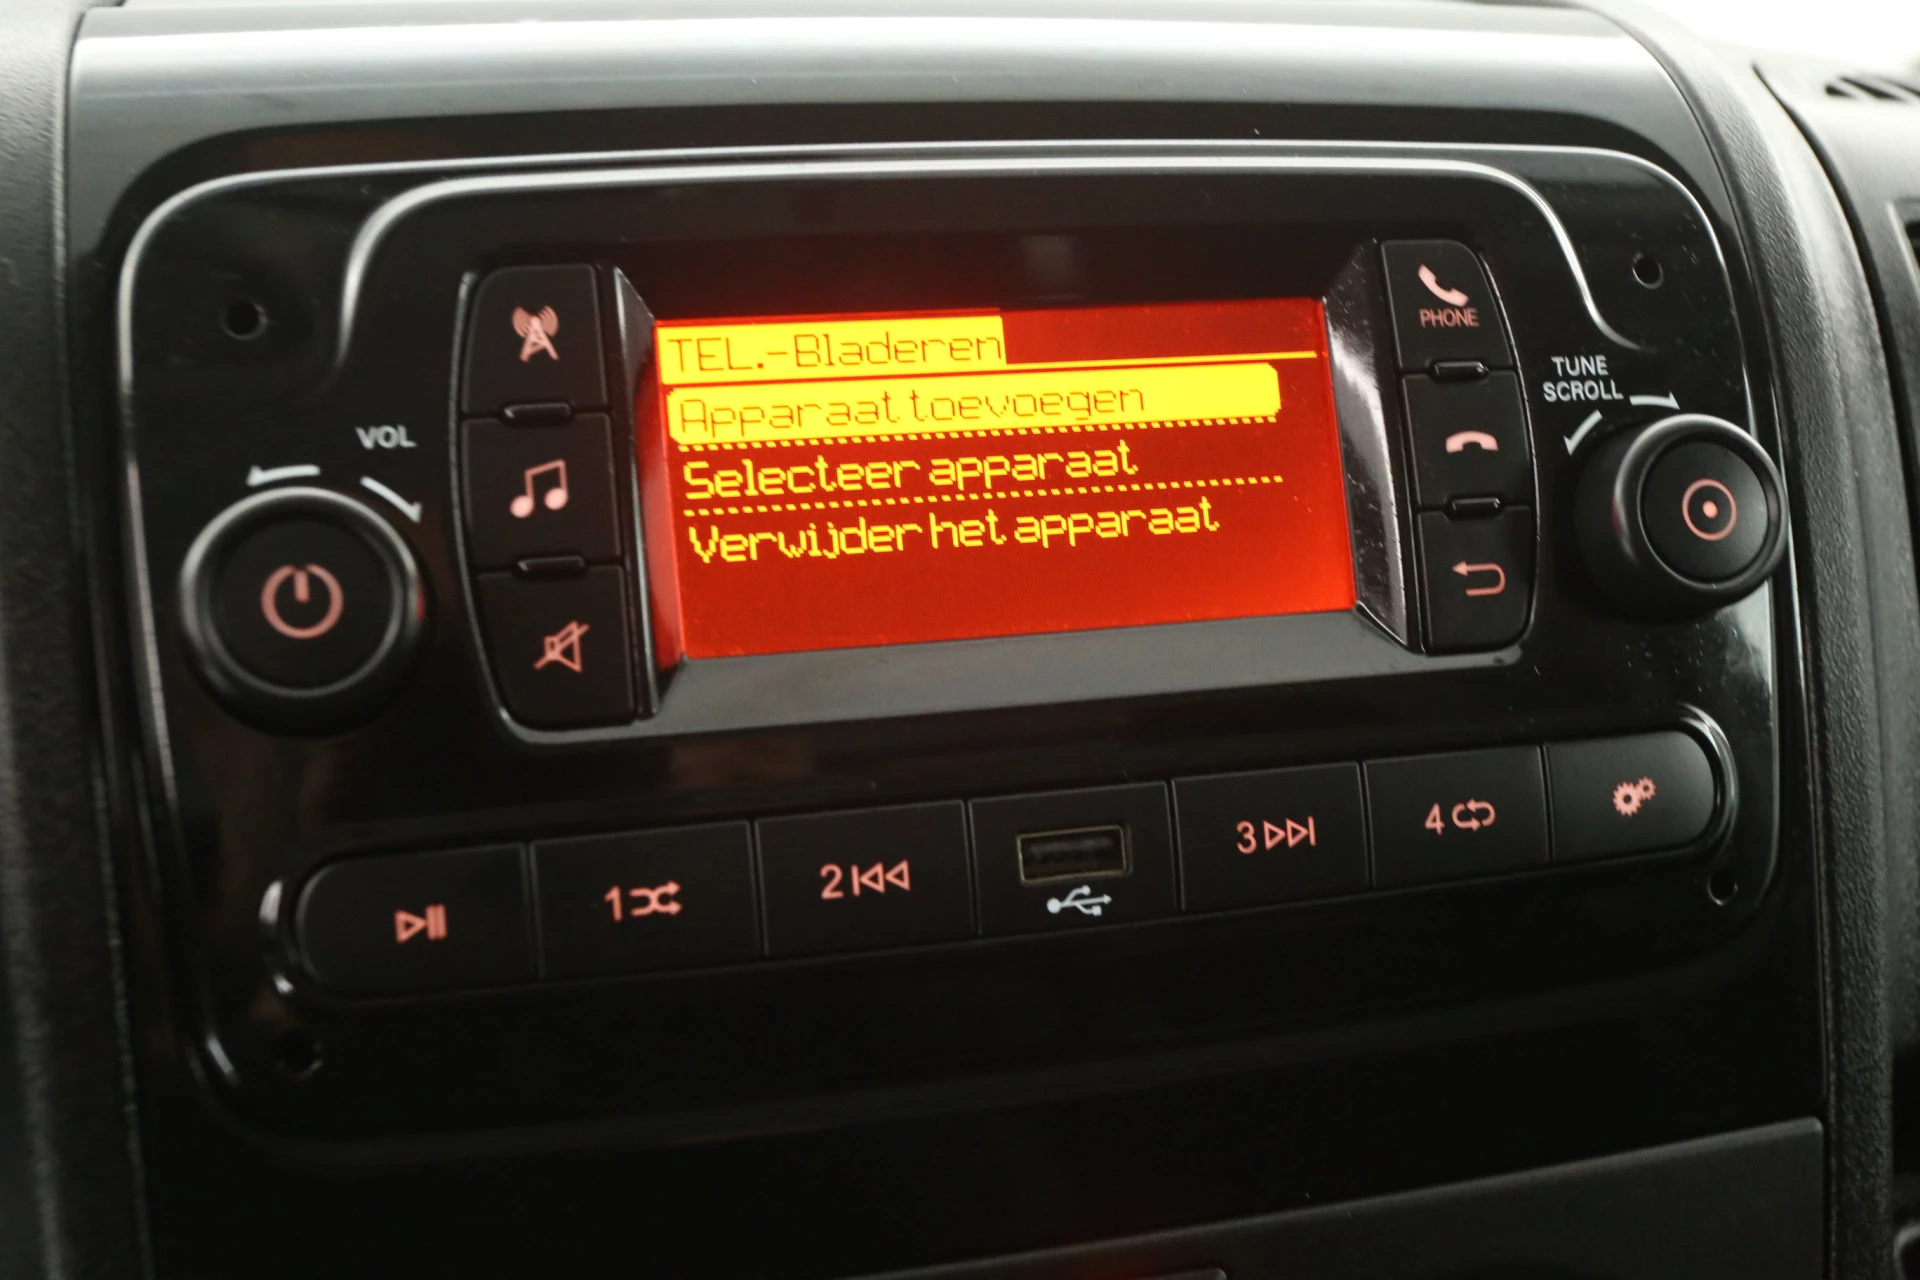 TEL.-Bladeren
Apparaat toevoegen
Selecteer apparaat
Verwijder het apparaat
VOL
PHONE
TUNE
SCROLL
1
2
3
4